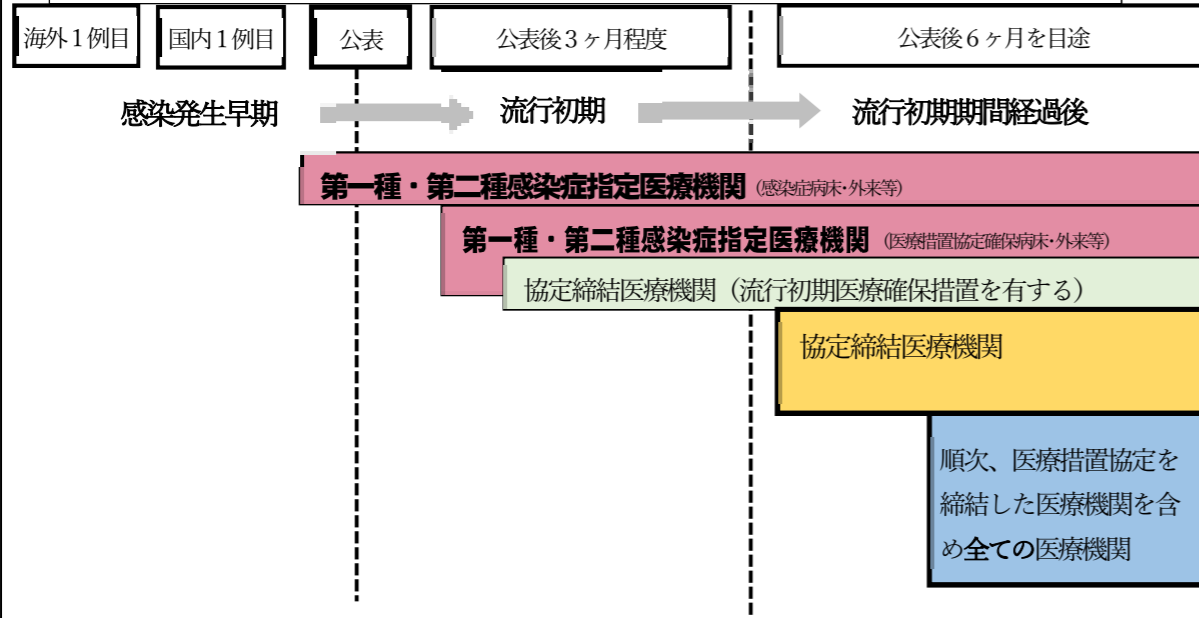 海外１例目
国内１例目
公表
公表後３ヶ月程度
公表後６ヶ月を目途
感染発生早期
流行初期
流行初期期間経過後
第一種・第二種感染症指定医療機関（感染症病床・外来等）
第一種・第二種感染症指定医療機関（医療措置協定確保病床・外来等）
協定締結医療機関（流行初期医療確保措置を有する）
協定締結医療機関
順次、医療措置協定を
締結した医療機関を含
め全ての医療機関